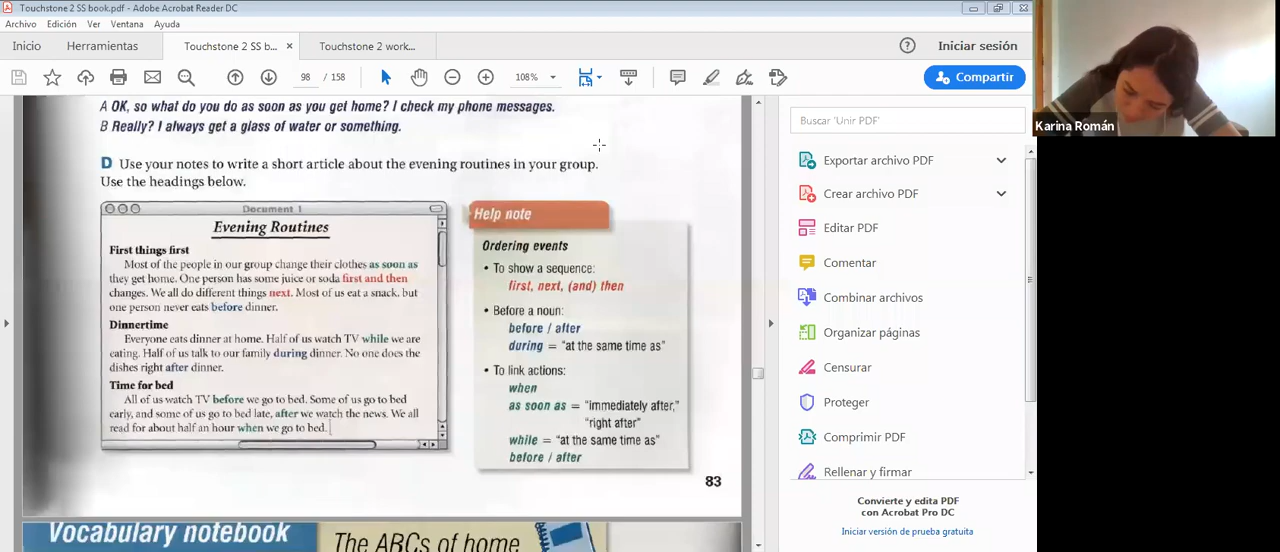 Touchstone 2 SS book.pdf - Adobe Acrobat Reader DC
Archivo Edición Ver Ventana Ayuda
Inicio Herramientas Touchstone 2 SS b... × Touchstone 2 work... Iniciar sesión
98 / 158 108% Compartir
A OK, so what do you do as soon as you get home? I check my phone messages.
B Really? I always get a glass of water or something.
D Use your notes to write a short article about the evening routines in your group.
Use the headings below.
Document 1
Evening Routines
First things first
Most of the people in our group change their clothes as soon as
they get home. One person has some juice or soda first and then
changes. We all do different things next. Most of us eat a snack, but
one person never eats before dinner.
Dinnertime
Everyone eats dinner at home. Half of us watch TV while we are
eating. Half of us talk to our family during dinner. No one does the
dishes right after dinner.
Time for bed
All of us watch TV before we go to bed. Some of us go to bed
early, and some of us go to bed late, after we watch the news. We all
read for about half an hour when we go to bed.
Help note
Ordering events
• To show a sequence:
first, next, (and) then
• Before a noun:
before / after
during = "at the same time as"
• To link actions:
when
as soon as = "immediately after,"
"right after"
while = "at the same time as"
before / after
83
Vocabulary notebook
The ABCs of home
Buscar 'Unir PDF'
Exportar archivo PDF
Crear archivo PDF
Editar PDF
Comentar
Combinar archivos
Organizar páginas
Censurar
Proteger
Comprimir PDF
Rellenar y firmar
Convierte y edita PDF
con Acrobat Pro DC
Iniciar versión de prueba gratuita
Karina Román